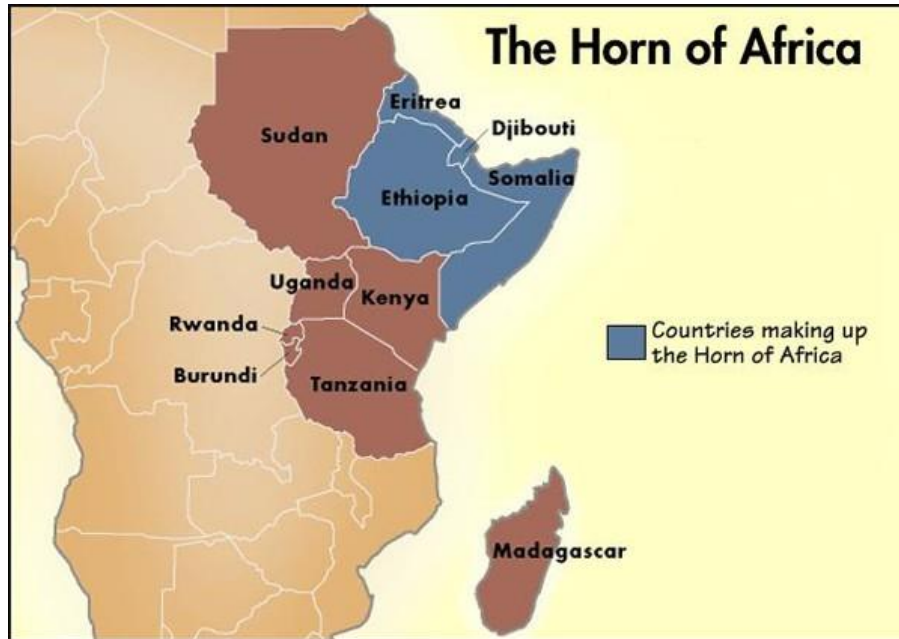 The Horn of Africa
Eritrea
Djibouti
Sudan
Somalia
Ethiopia
Uganda
Kenya
Rwanda
Burundi
Tanzania
Countries making up
the Horn of Africa
Madagascar